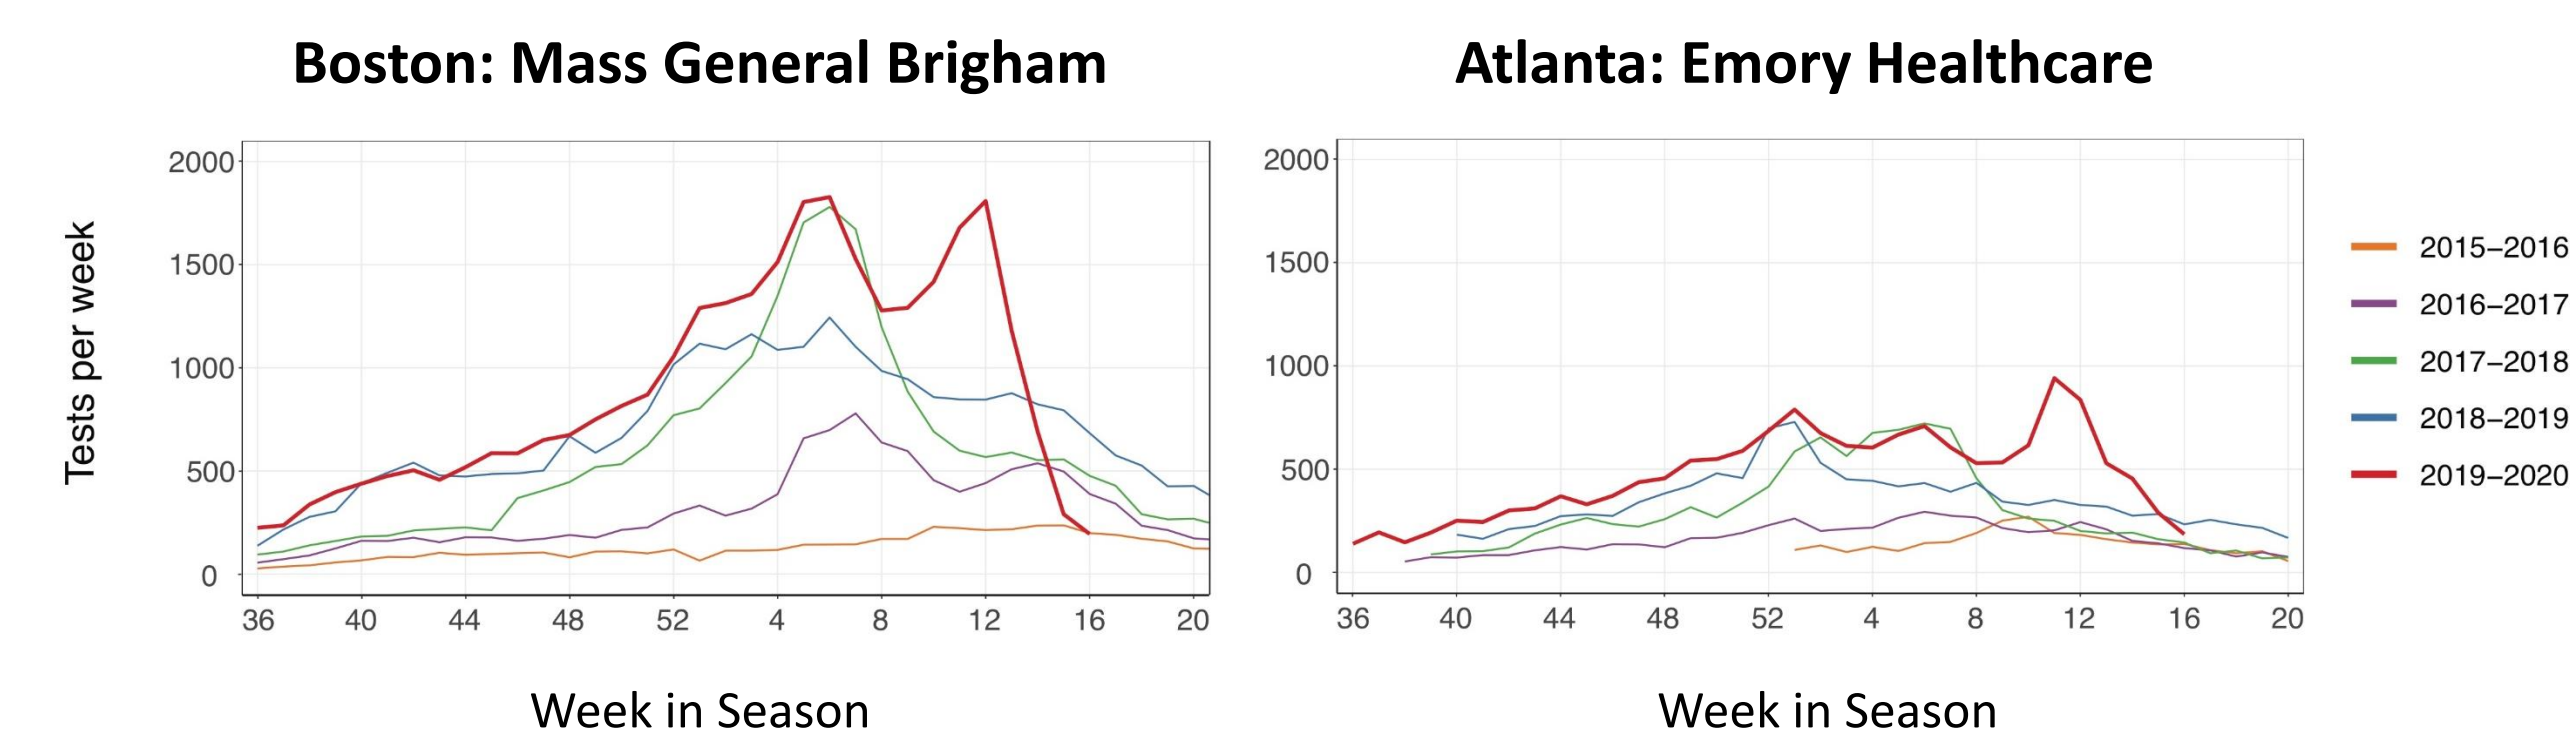 Boston: Mass General Brigham
Tests per week
2000
1500
1000
500
0
36 40 44 48 52 4 8 12 16 20
Week in Season
Atlanta: Emory Healthcare
2000
1500
1000
500
0
36 40 44 48 52 4 8 12 16 20
Week in Season
2015–2016
2016–2017
2017–2018
2018–2019
2019–2020